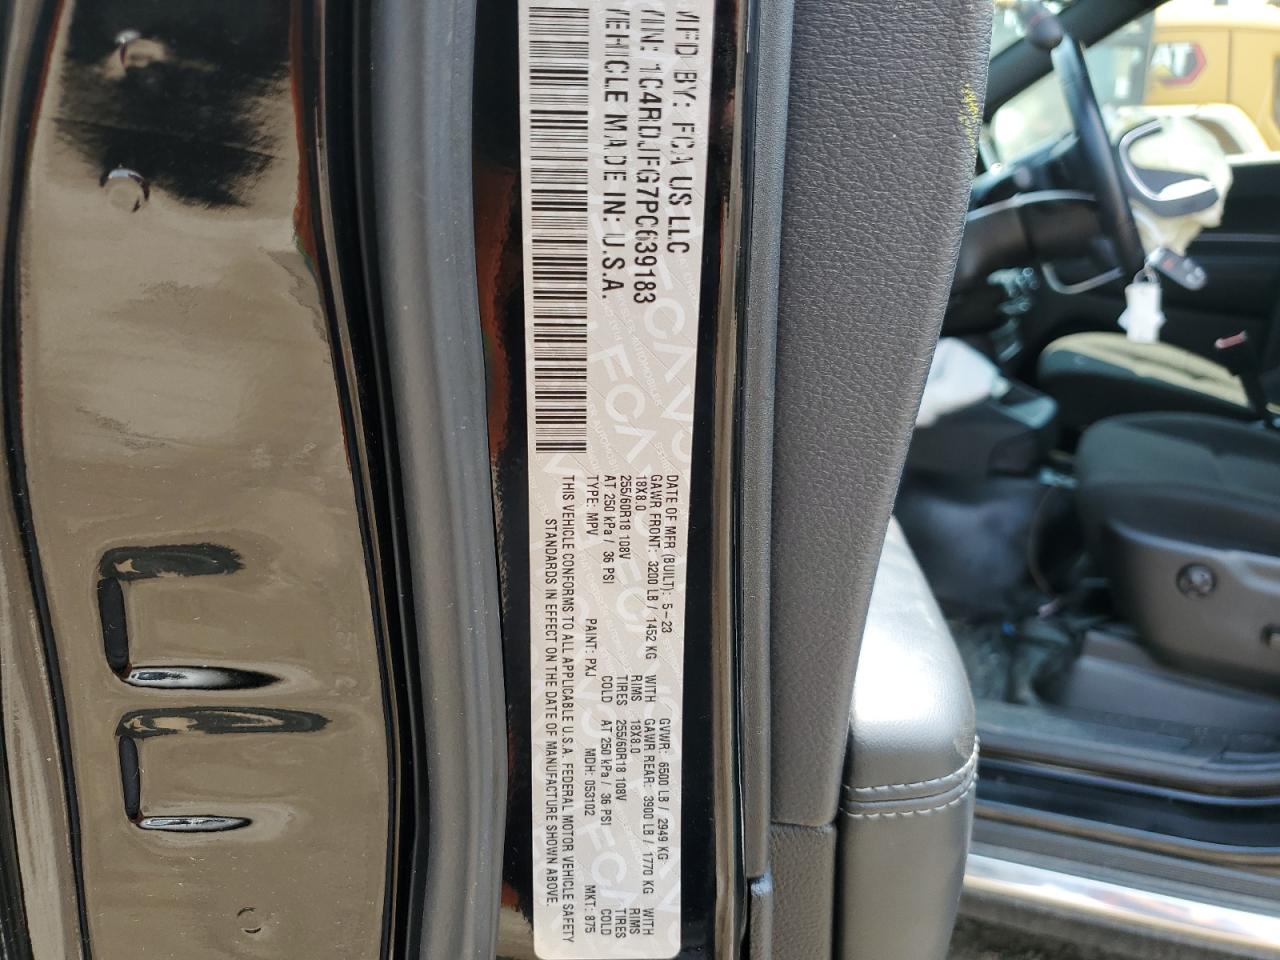 MFD BY: FCA US LLC
VIN: 1C4RDJFG7PC639183
VEHICLE MADE IN: U.S.A.
DATE OF MFR (BUILT): 5-23 GVWR: 6500 LB / 2949 KG
GAWR FRONT: 3200 LB / 1452 KG WITH GAWR REAR: 3900 LB / 1770 KG WITH
18X8.0 RIMS 18X8.0 RIMS
255/60R18 108V TIRES 255/60R18 108V TIRES
AT 250 kPa / 36 PSI COLD AT 250 kPa / 36 PSI COLD
TYPE: MPV PAINT: PXJ MDH: 053102 MKT: 875
THIS VEHICLE CONFORMS TO ALL APPLICABLE U.S.A. FEDERAL MOTOR VEHICLE SAFETY
STANDARDS IN EFFECT ON THE DATE OF MANUFACTURE SHOWN ABOVE.